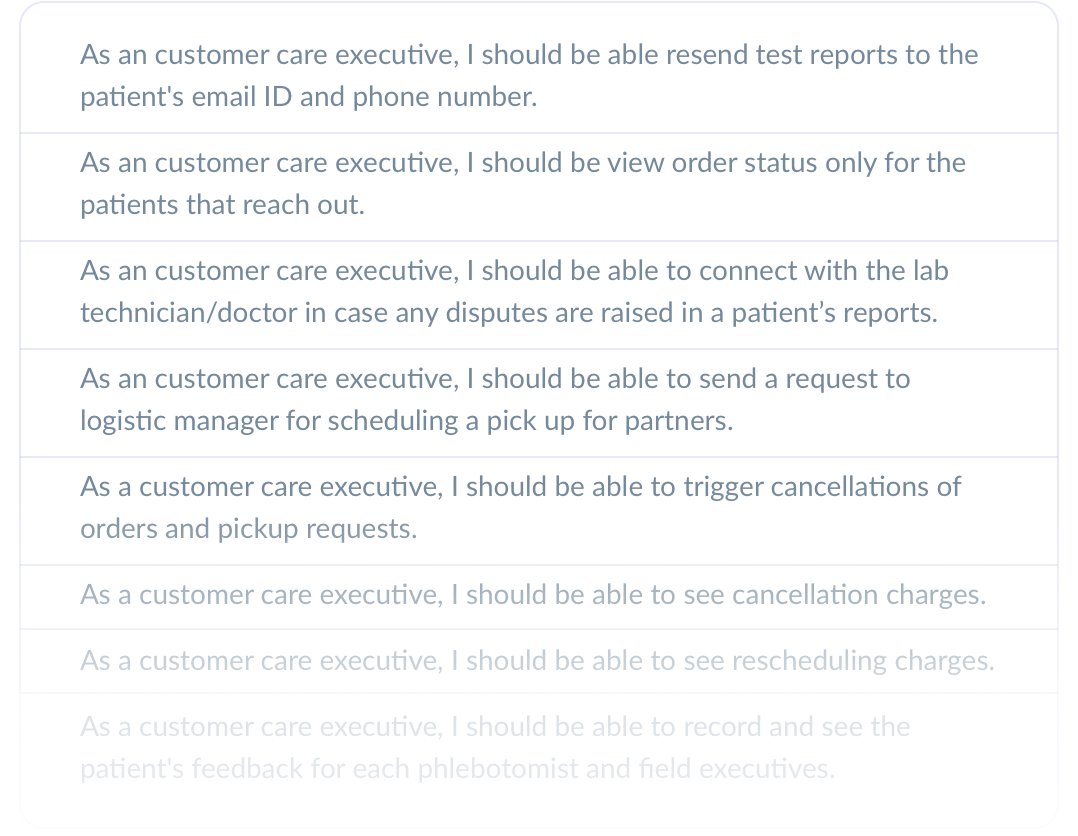 As an customer care executive, I should be able resend test reports to the
patient's email ID and phone number.
As an customer care executive, I should be view order status only for the
patients that reach out.
As an customer care executive, I should be able to connect with the lab
technician/doctor in case any disputes are raised in a patient’s reports.
As an customer care executive, I should be able to send a request to
logistic manager for scheduling a pick up for partners.
As a customer care executive, I should be able to trigger cancellations of
orders and pickup requests.
As a customer care executive, I should be able to see cancellation charges.
As a customer care executive, I should be able to see rescheduling charges.
As a customer care executive, I should be able to record and see the
patient's feedback for each phlebotomist and field executives.